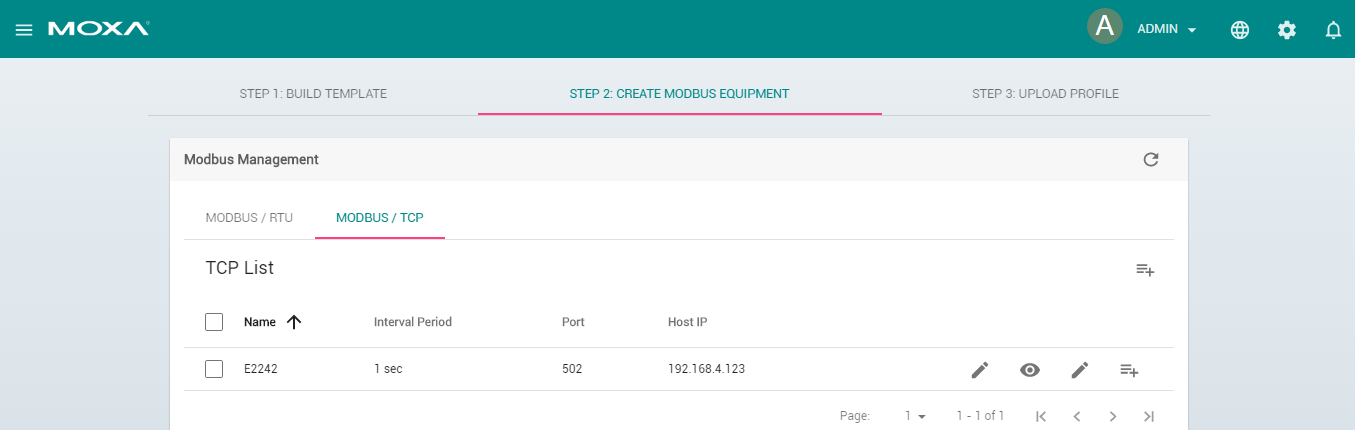 MOXA
A
ADMIN
STEP 1: BUILD TEMPLATE
STEP 2: CREATE MODBUS EQUIPMENT
STEP 3: UPLOAD PROFILE
Modbus Management
MODBUS / RTU
MODBUS / TCP
TCP List
Name Interval Period Port Host IP
E2242 1 sec 502 192.168.4.123
Page: 1 1 - 1 of 1